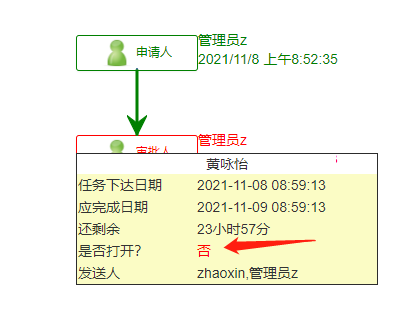 申请人
管理员z
2021/11/8 上午8:52:35
审批人
管理员z
黄咏怡
任务下达日期 2021-11-08 08:59:13
应完成日期 2021-11-09 08:59:13
还剩余 23小时57分
是否打开? 否
发送人 zhaoxin,管理员z